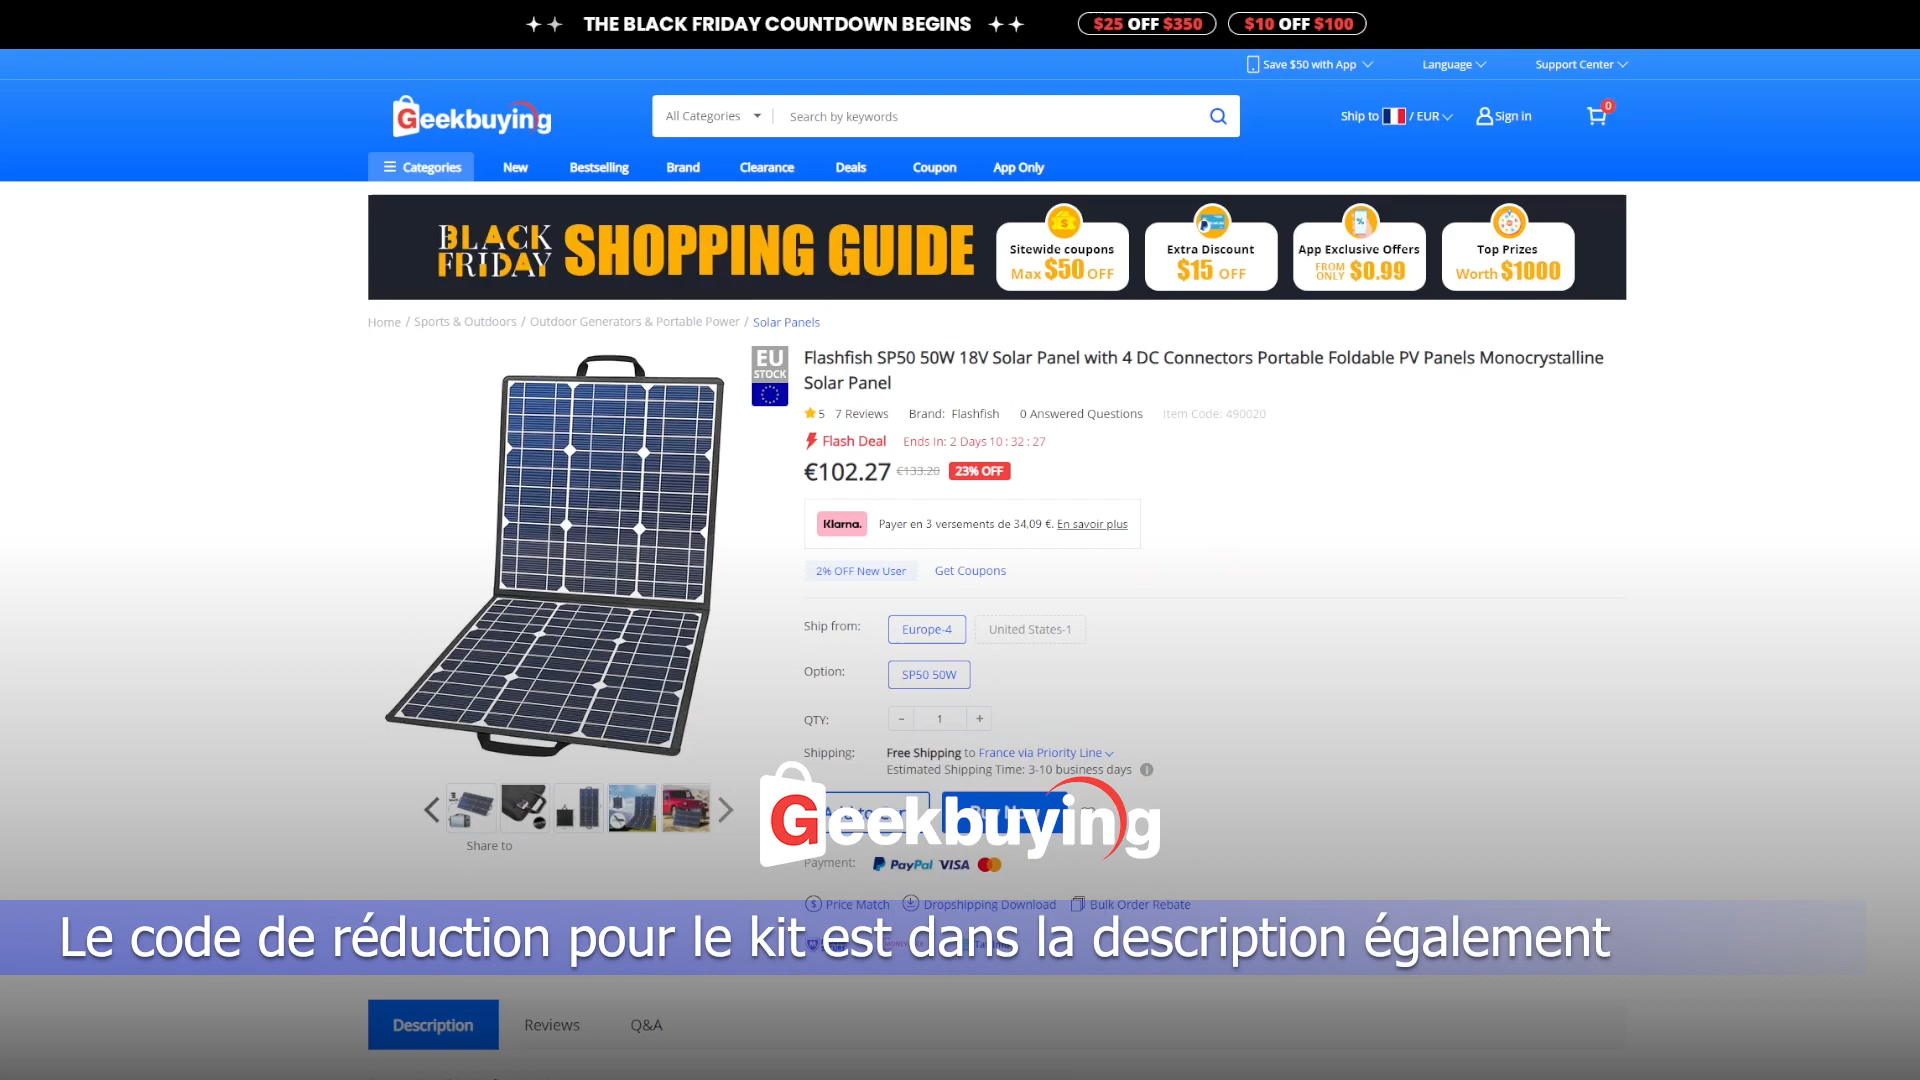 THE BLACK FRIDAY COUNTDOWN BEGINS
$25 OFF $350
$10 OFF $100
Save $50 with App
Language
Support Center
Geekbuying
All Categories
Search by keywords
Ship to / EUR
Sign in
0
Categories
New
Bestselling
Brand
Clearance
Deals
Coupon
App Only
BLACK FRIDAY
SHOPPING GUIDE
Sitewide coupons
Max $50 OFF
Extra Discount
$15 OFF
App Exclusive Offers
FROM ONLY $0.99
Top Prizes
Worth $1000
Home / Sports & Outdoors / Outdoor Generators & Portable Power / Solar Panels
EU
STOCK
Flashfish SP50 50W 18V Solar Panel with 4 DC Connectors Portable Foldable PV Panels Monocrystalline
Solar Panel
5 7 Reviews Brand: Flashfish 0 Answered Questions Item Code: 490020
Flash Deal Ends In: 2 Days 10 : 32 : 27
€102.27 €133.20 23% OFF
Klarna. Payer en 3 versements de 34,09 €. En savoir plus
2% OFF New User Get Coupons
Ship from: Europe-4 United States-1
Option: SP50 50W
QTY: - 1 +
Shipping: Free Shipping to France via Priority Line
Estimated Shipping Time: 3-10 business days
Geekbuying
Share to
Payment: PayPal VISA
Price Match Dropshipping Download Bulk Order Rebate
Le code de réduction pour le kit est dans la description également
Description
Reviews
Q&A